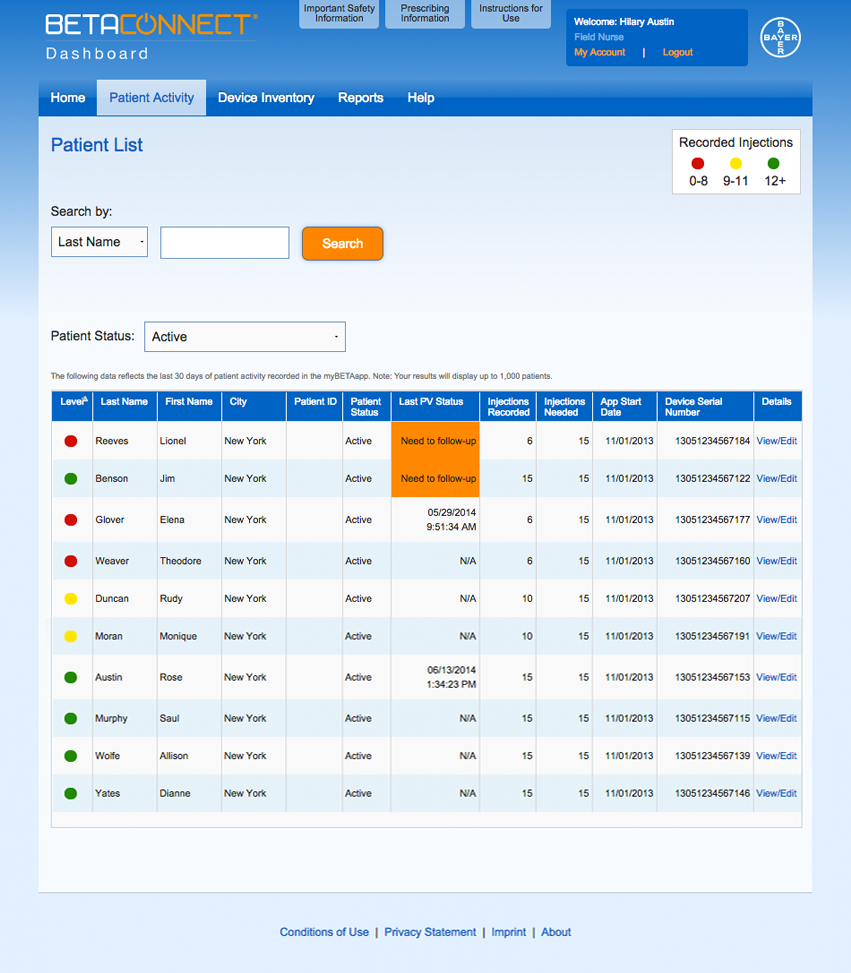 BETACONNECT®
Dashboard
Important Safety
Information
Prescribing
Information
Instructions for
Use
Welcome: Hilary Austin
Field Nurse
My Account | Logout
BAYER
BAYER
Home Patient Activity Device Inventory Reports Help
Patient List
Recorded Injections
0-8 9-11 12+
Search by:
Last Name Search
Patient Status: Active
The following data reflects the last 30 days of patient activity recorded in the myBETAapp. Note: Your results will display up to 1,000 patients.
Level Last Name First Name City Patient ID Patient Status Last PV Status Injections Recorded Injections Needed App Start Date Device Serial Number Details
Reeves Lionel New York Active Need to follow-up 6 15 11/01/2013 13051234567184 View/Edit
Benson Jim New York Active Need to follow-up 15 15 11/01/2013 13051234567122 View/Edit
Glover Elena New York Active 05/29/2014 9:51:34 AM 6 15 11/01/2013 13051234567177 View/Edit
Weaver Theodore New York Active N/A 6 15 11/01/2013 13051234567160 View/Edit
Duncan Rudy New York Active N/A 10 15 11/01/2013 13051234567207 View/Edit
Moran Monique New York Active N/A 10 15 11/01/2013 13051234567191 View/Edit
Austin Rose New York Active 06/13/2014 1:34:23 PM 15 15 11/01/2013 13051234567153 View/Edit
Murphy Saul New York Active N/A 15 15 11/01/2013 13051234567115 View/Edit
Wolfe Allison New York Active N/A 15 15 11/01/2013 13051234567139 View/Edit
Yates Dianne New York Active N/A 15 15 11/01/2013 13051234567146 View/Edit
Conditions of Use | Privacy Statement | Imprint | About